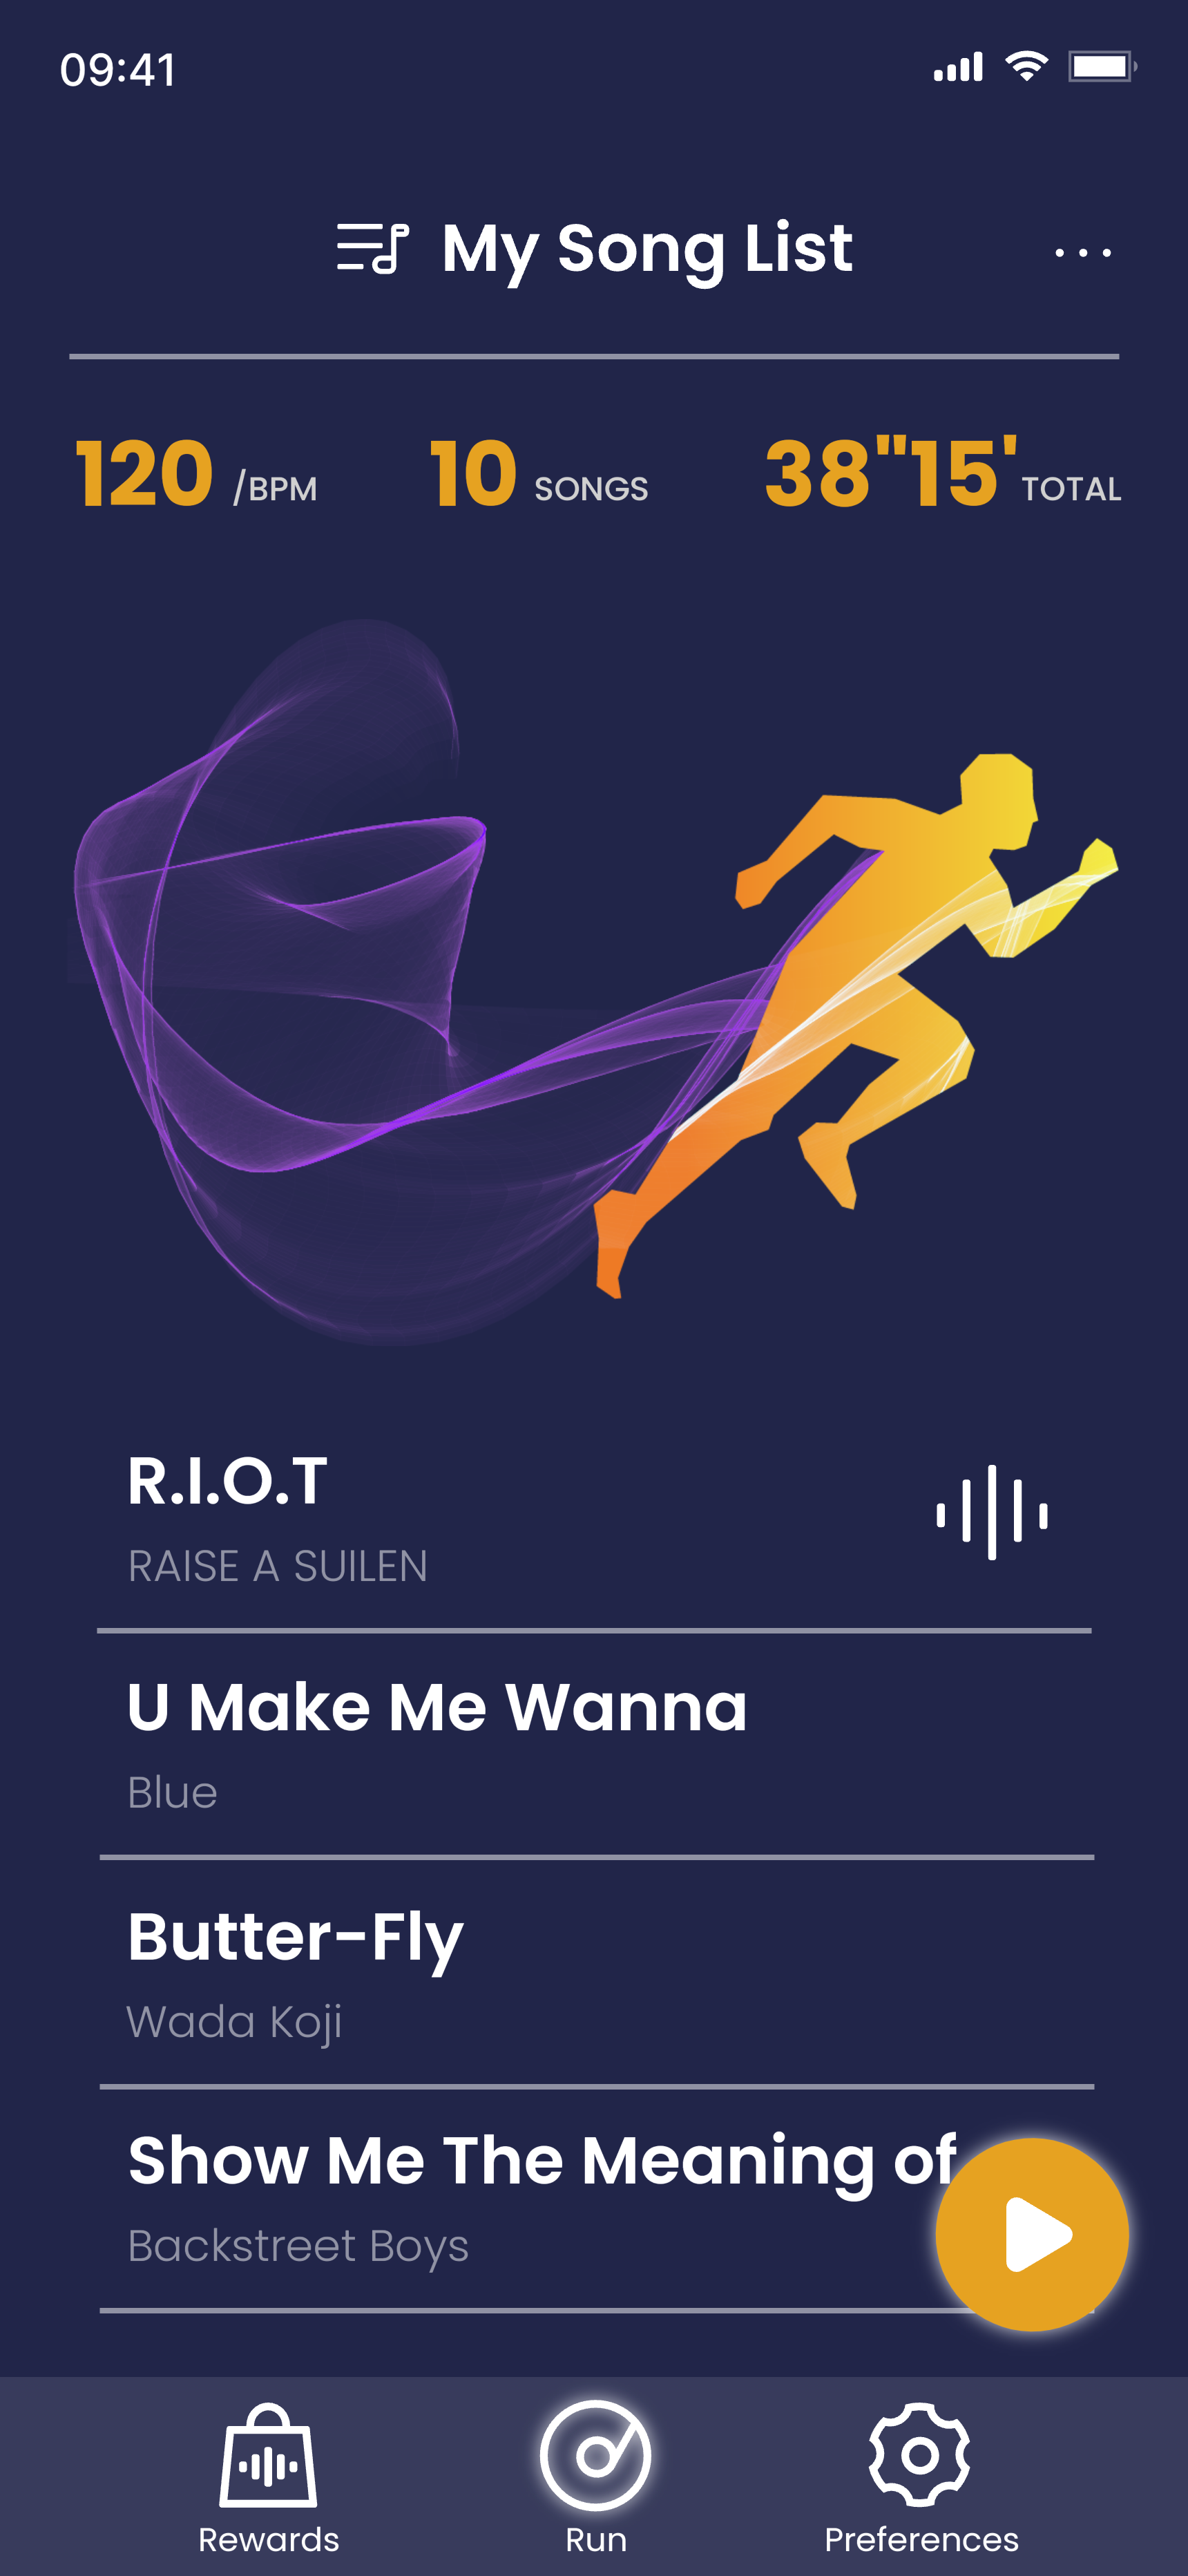 09:41
My Song List
120 /BPM 10 SONGS 38"15' TOTAL
R.I.O.T
RAISE A SUILEN
U Make Me Wanna
Blue
Butter-Fly
Wada Koji
Show Me The Meaning of
Backstreet Boys
Rewards Run Preferences